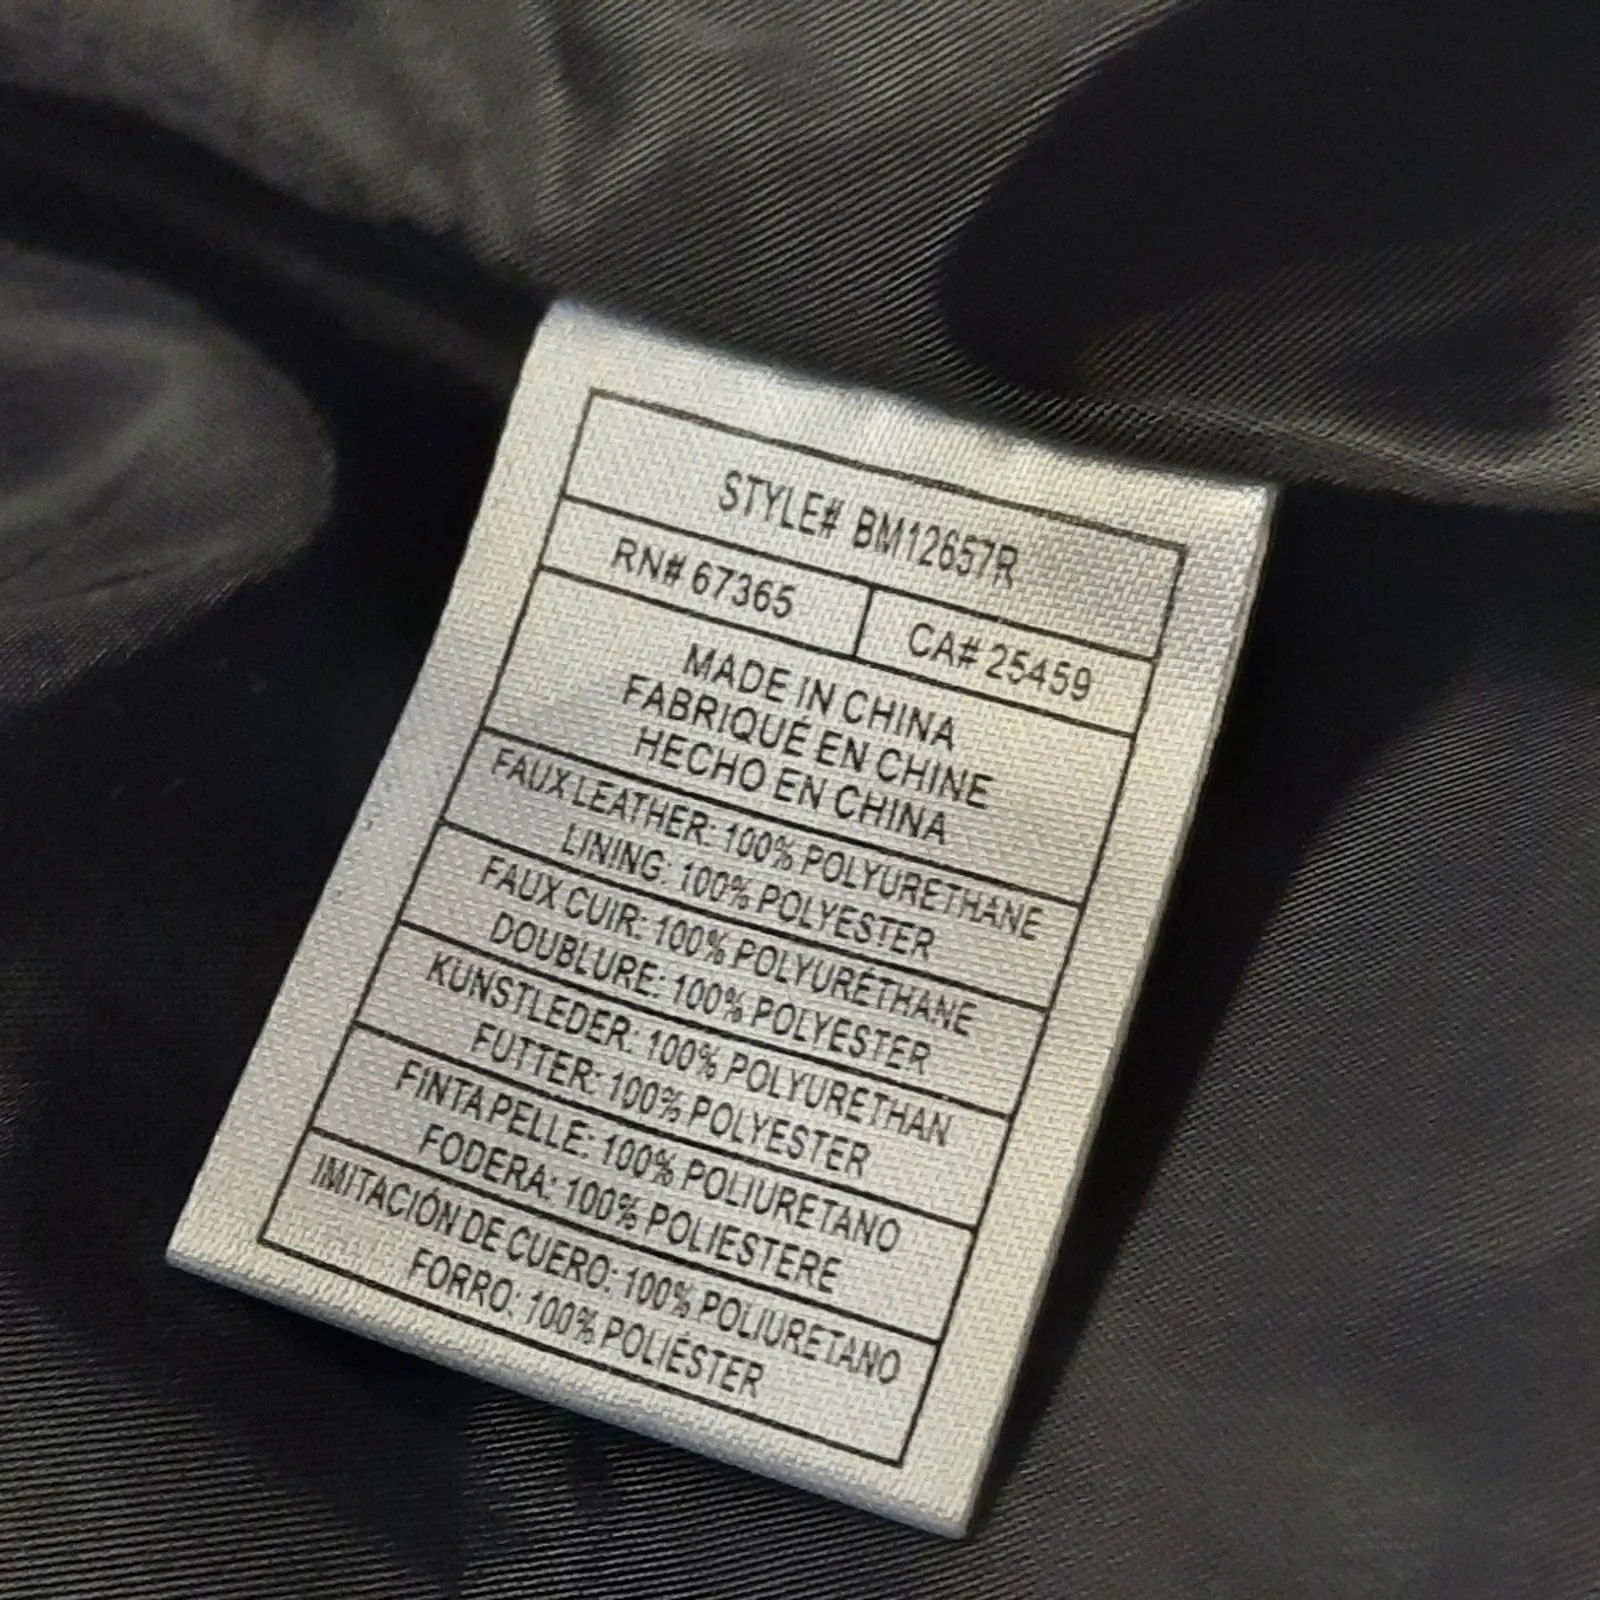 STYLE# BM12657R
RN# 67365
CA# 25459
MADE IN CHINA
FABRIQUÉ EN CHINE
HECHO EN CHINA
FAUX LEATHER: 100% POLYURETHANE
LINING: 100% POLYESTER
FAUX CUIR: 100% POLYURÉTHANE
DOUBLURE: 100% POLYESTER
KUNSTLEDER: 100% POLYURETHAN
FUTTER: 100% POLYESTER
FINTA PELLE: 100% POLIURETANO
FODERA: 100% POLIESTERE
IMITACIÓN DE CUERO: 100% POLIURETANO
FORRO: 100% POLIÉSTER